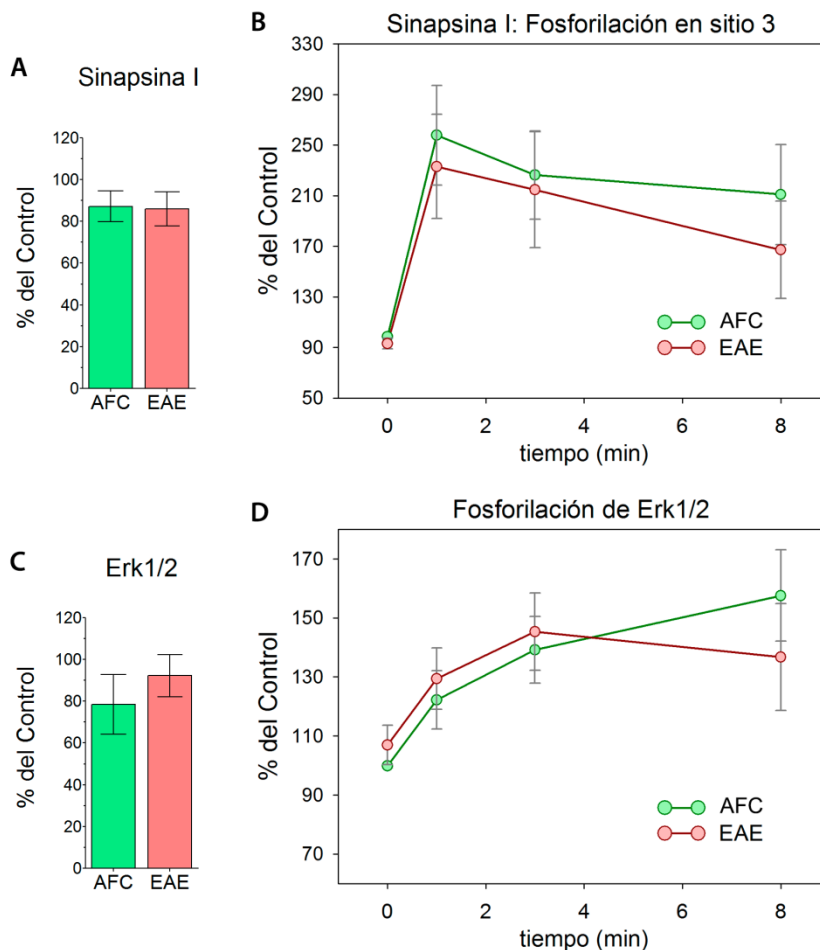 A
Sinapsina I
% del Control
120
100
80
60
40
20
0
AFC EAE
B
Sinapsina I: Fosforilación en sitio 3
% del Control
330
290
250
210
170
130
90
50
AFC
EAE
0 2 4 6 8
tiempo (min)
C
Erk1/2
% del Control
120
100
80
60
40
20
0
AFC EAE
D
Fosforilación de Erk1/2
% del Control
170
150
130
110
90
70
AFC
EAE
0 2 4 6 8
tiempo (min)